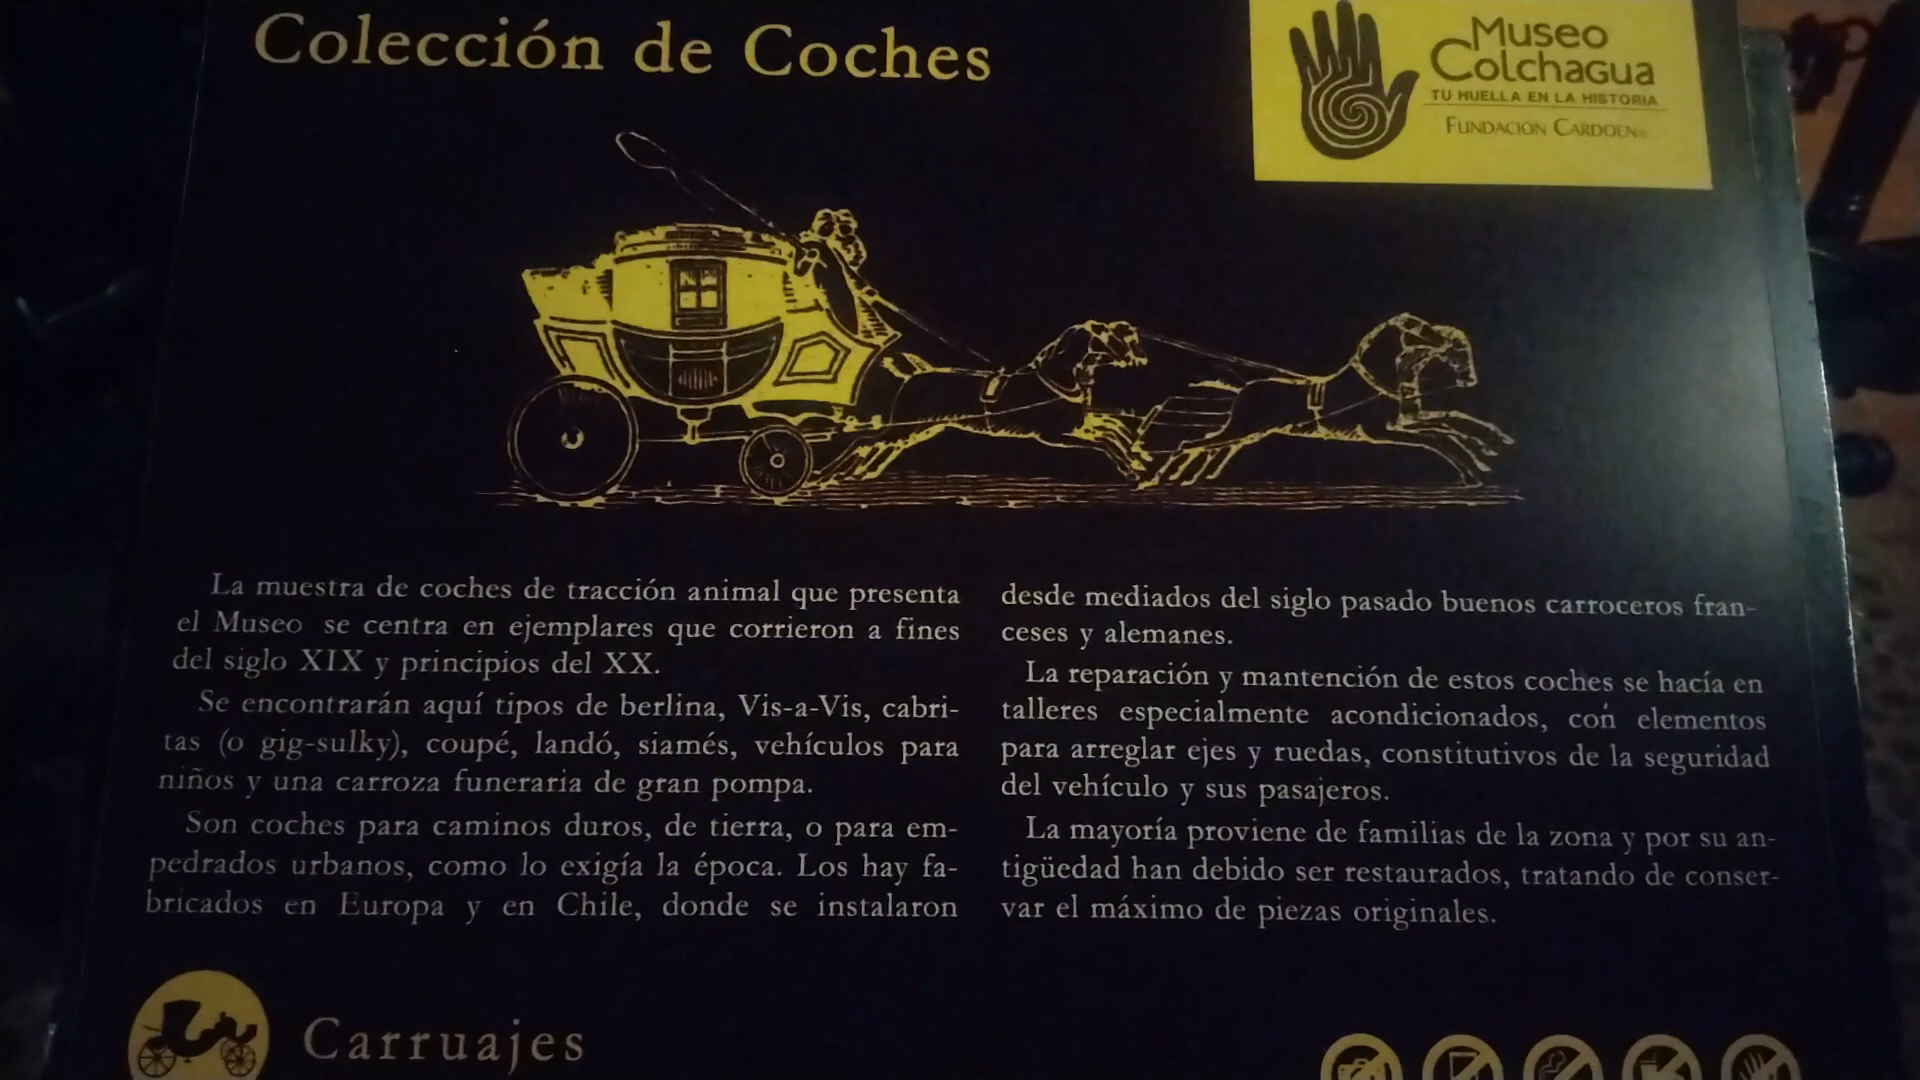 Colección de Coches
Museo
Colchagua
TU HUELLA EN LA HISTORIA
FUNDACIÓN CARDOEN®
La muestra de coches de tracción animal que presenta
el Museo se centra en ejemplares que corrieron a fines
del siglo XIX y principios del XX.
Se encontrarán aquí tipos de berlina, Vis-a-Vis, cabri-
tas (o gig-sulky), coupé, landó, siamés, vehículos para
niños y una carroza funeraria de gran pompa.
Son coches para caminos duros, de tierra, o para em-
pedrados urbanos, como lo exigía la época. Los hay fa-
bricados en Europa y en Chile, donde se instalaron
desde mediados del siglo pasado buenos carroceros fran-
ceses y alemanes.
La reparación y mantención de estos coches se hacía en
talleres especialmente acondicionados, con elementos
para arreglar ejes y ruedas, constitutivos de la seguridad
del vehículo y sus pasajeros.
La mayoría proviene de familias de la zona y por su an-
tigüedad han debido ser restaurados, tratando de conser-
var el máximo de piezas originales.
Carruajes